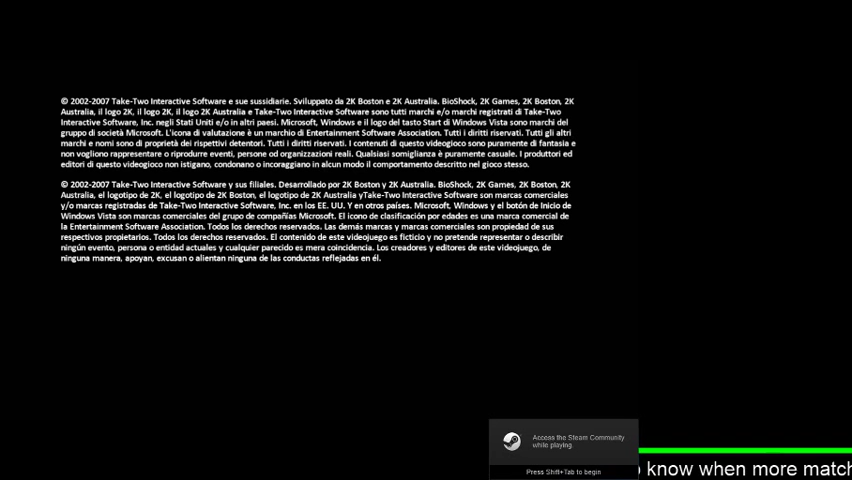 © 2002-2007 Take-Two Interactive Software e sue sussidiarie. Sviluppato da 2K Boston e 2K Australia. BioShock, 2K Games, 2K Boston, 2K
Australia, il logo 2K, il logo 2K, il logo 2K Australia e Take-Two Interactive Software sono tutti marchi e/o marchi registrati di Take-Two
Interactive Software, Inc. negli Stati Uniti e/o in altri paesi. Microsoft, Windows e il logo del tasto Start di Windows Vista sono marchi del
gruppo di società Microsoft. L'icona di valutazione è un marchio di Entertainment Software Association. Tutti i diritti riservati. Tutti gli altri
marchi e nomi sono di proprietà dei rispettivi detentori. Tutti i diritti riservati. I contenuti di questo videogioco sono puramente di fantasia e
non vogliono rappresentare o riprodurre eventi, persone od organizzazioni reali. Qualsiasi somiglianza è puramente casuale. I produttori ed
editori di questo videogioco non istigano, condonano o incoraggiano in alcun modo il comportamento descritto nel gioco stesso.
© 2002-2007 Take-Two Interactive Software y sus filiales. Desarrollado por 2K Boston y 2K Australia. BioShock, 2K Games, 2K Boston, 2K
Australia, el logotipo de 2K, el logotipo de 2K Boston, el logotipo de 2K Australia yTake-Two Interactive Software son marcas comerciales
y/o marcas registradas de Take-Two Interactive Software, Inc. en los EE. UU. Y en otros países. Microsoft, Windows y el botón de Inicio de
Windows Vista son marcas comerciales del grupo de compañías Microsoft. El icono de clasificación por edades es una marca comercial de
la Entertainment Software Association. Todos los derechos reservados. Las demás marcas y marcas comerciales son propiedad de sus
respectivos propietarios. Todos los derechos reservados. El contenido de este videojuego es ficticio y no pretende representar o describir
ningún evento, persona o entidad actuales y cualquier parecido es mera coincidencia. Los creadores y editores de este videojuego, de
ninguna manera, apoyan, excusan o alientan ninguna de las conductas reflejadas en él.
Access the Steam Community
while playing.
Press Shift+Tab to begin
know when more match